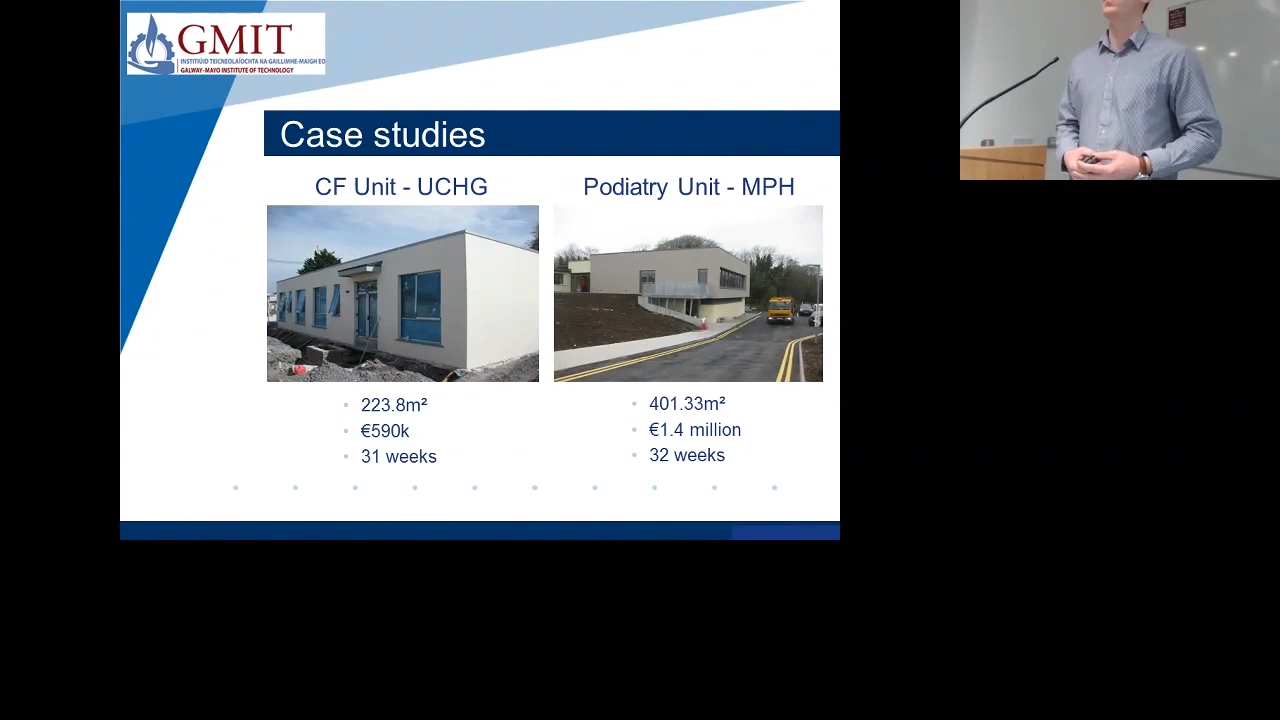 GMIT
INSTITIÚID TEICNEOLAÍOCHTA NA GAILLIMHE-MAIGH EO
GALWAY-MAYO INSTITUTE OF TECHNOLOGY
Case studies
CF Unit - UCHG
Podiatry Unit - MPH
223.8m²
€590k
31 weeks
401.33m²
€1.4 million
32 weeks